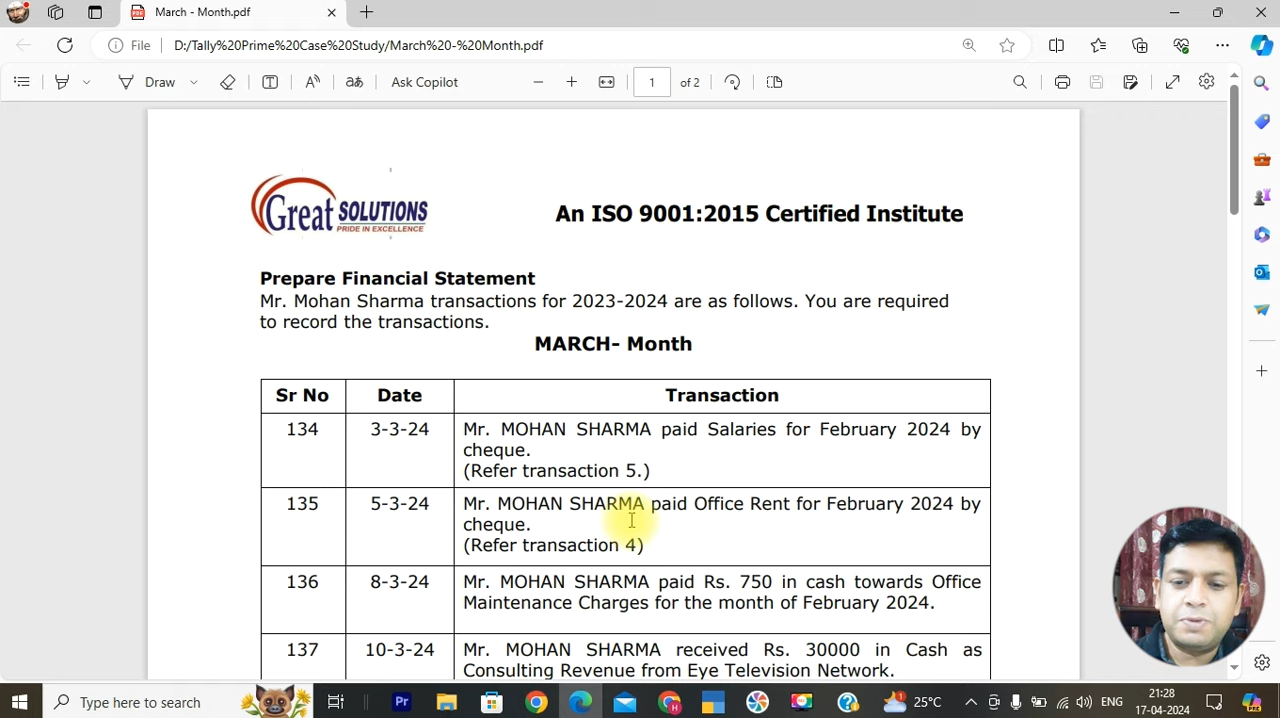 March - Month.pdf
File
D:/Tally%20Prime%20Case%20Study/March%20-%20Month.pdf
Draw
Ask Copilot
1
of 2
Great SOLUTIONS
PRIDE IN EXCELLENCE
An ISO 9001:2015 Certified Institute
Prepare Financial Statement
Mr. Mohan Sharma transactions for 2023-2024 are as follows. You are required
to record the transactions.
MARCH- Month
Sr No Date Transaction
134 3-3-24 Mr. MOHAN SHARMA paid Salaries for February 2024 by
cheque.
(Refer transaction 5.)
135 5-3-24 Mr. MOHAN SHARMA paid Office Rent for February 2024 by
cheque.
(Refer transaction 4)
136 8-3-24 Mr. MOHAN SHARMA paid Rs. 750 in cash towards Office
Maintenance Charges for the month of February 2024.
137 10-3-24 Mr. MOHAN SHARMA received Rs. 30000 in Cash as
Consulting Revenue from Eye Television Network.
Type here to search
Pr
1
25°C
ENG
21:28
17-04-2024